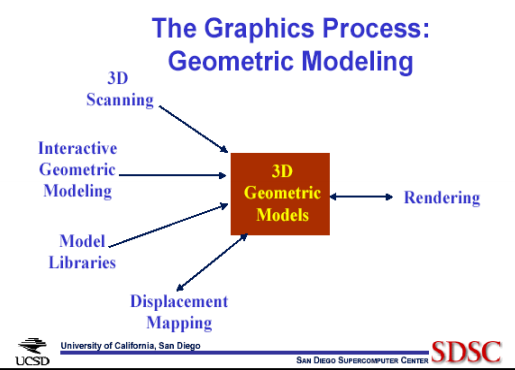 The Graphics Process:
Geometric Modeling
3D
Scanning
Interactive
Geometric
Modeling
Model
Libraries
Displacement
Mapping
3D
Geometric
Models
Rendering
UCSD
University of California, San Diego
SAN DIEGO SUPERCOMPUTER CENTER
SDSC